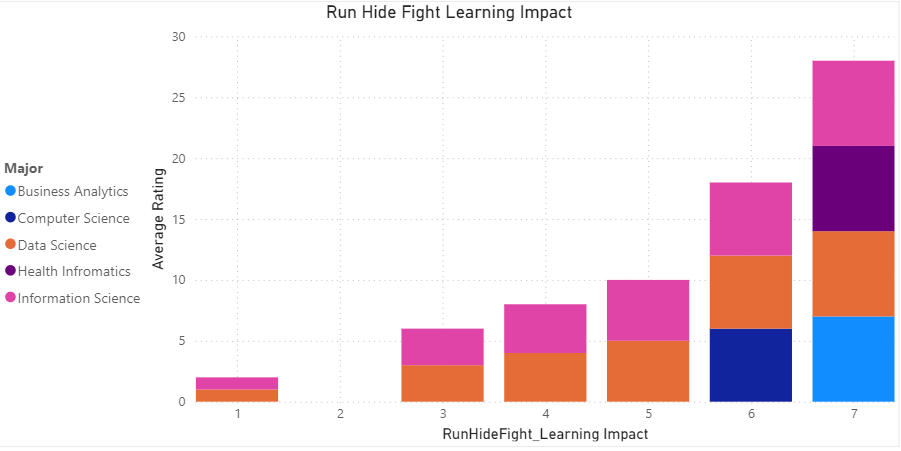 Run Hide Fight Learning Impact
Major
Business Analytics
Computer Science
Data Science
Health Infromatics
Information Science
Average Rating
30
25
20
15
10
5
0
1 2 3 4 5 6 7
RunHideFight_Learning Impact